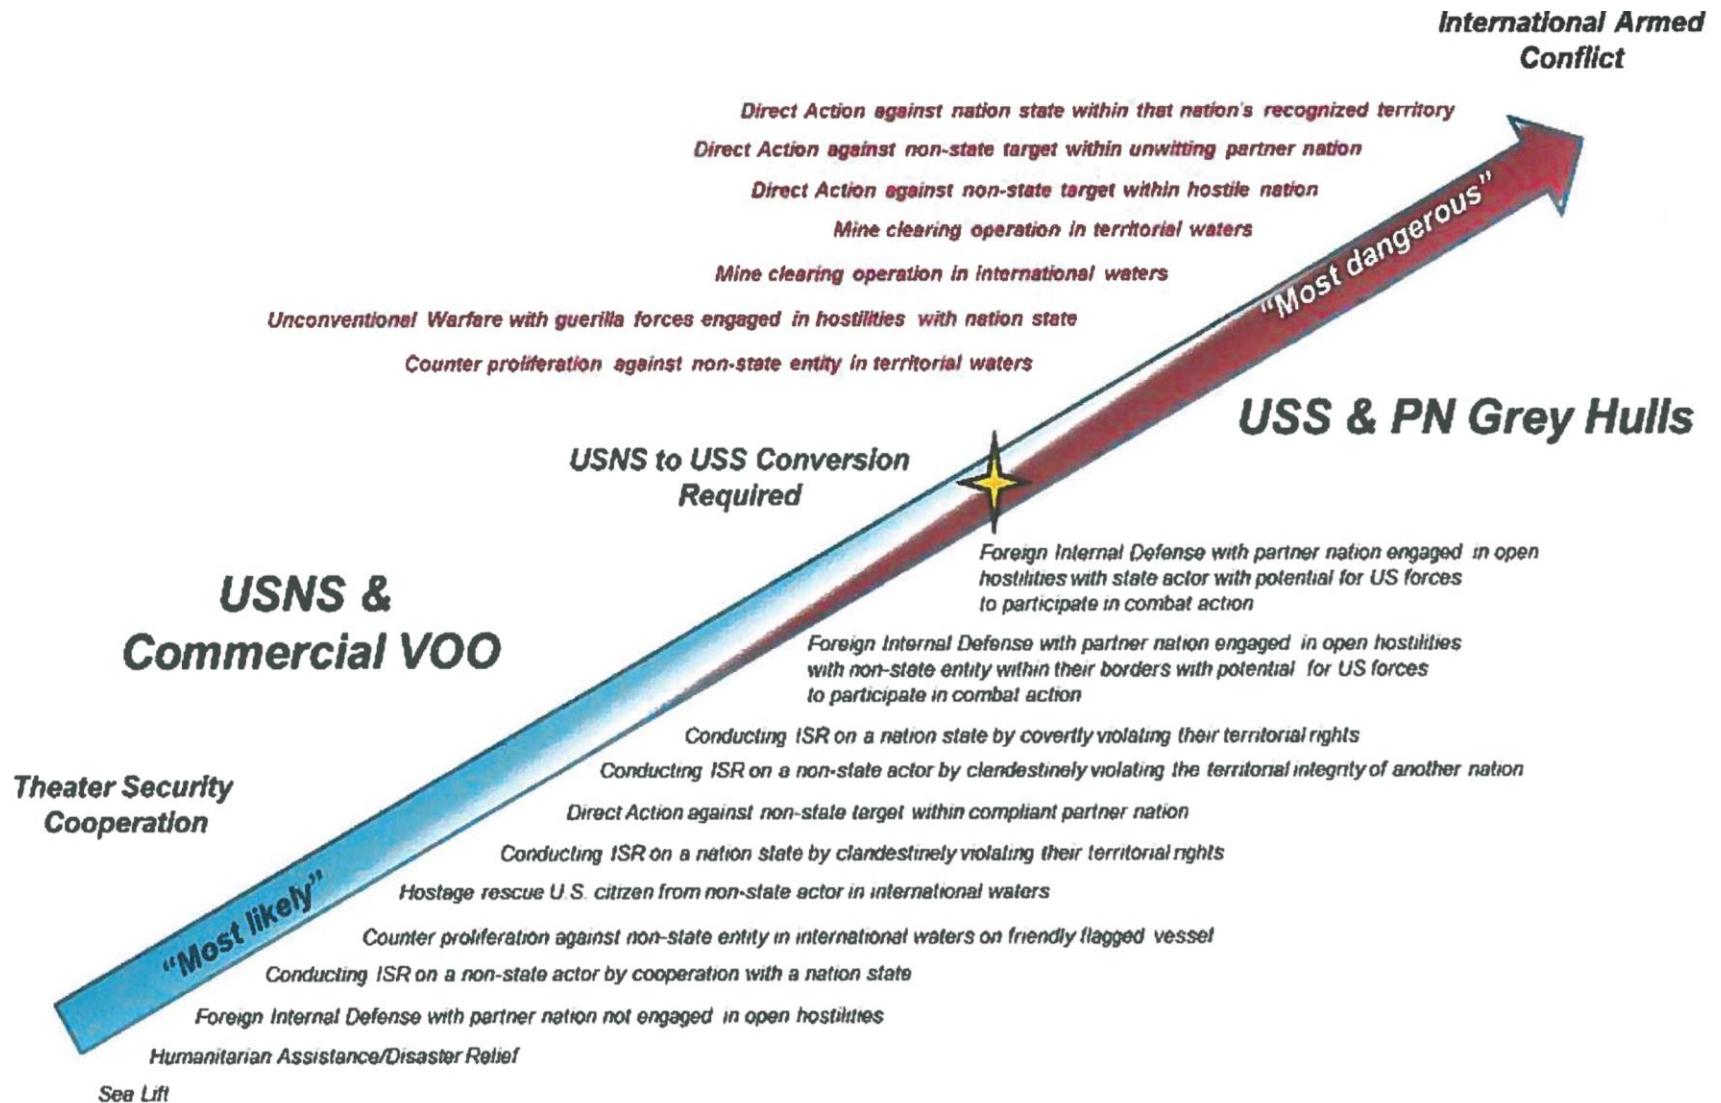 International Armed
Conflict
Direct Action against nation state within that nation's recognized territory
Direct Action against non-state target within unwitting partner nation
Direct Action against non-state target within hostile nation
Mine clearing operation in territorial waters
Mine clearing operation in international waters
Unconventional Warfare with guerilla forces engaged in hostilities with nation state
Counter proliferation against non-state entity in territorial waters
"Most dangerous"
USS & PN Grey Hulls
USNS to USS Conversion
Required
Foreign Internal Defense with partner nation engaged in open
hostilities with state actor with potential for US forces
to participate in combat action
USNS &
Commercial VOO
Foreign Internal Defense with partner nation engaged in open hostilities
with non-state entity within their borders with potential for US forces
to participate in combat action
Conducting ISR on a nation state by covertly violating their territorial rights
Conducting ISR on a non-state actor by clandestinely violating the territorial integrity of another nation
Theater Security
Cooperation
Direct Action against non-state target within compliant partner nation
Conducting ISR on a nation state by clandestinely violating their territorial rights
Hostage rescue U.S. citizen from non-state actor in international waters
"Most likely"
Counter proliferation against non-state entity in international waters on friendly flagged vessel
Conducting ISR on a non-state actor by cooperation with a nation state
Foreign Internal Defense with partner nation not engaged in open hostilities
Humanitarian Assistance/Disaster Relief
Sea Lift